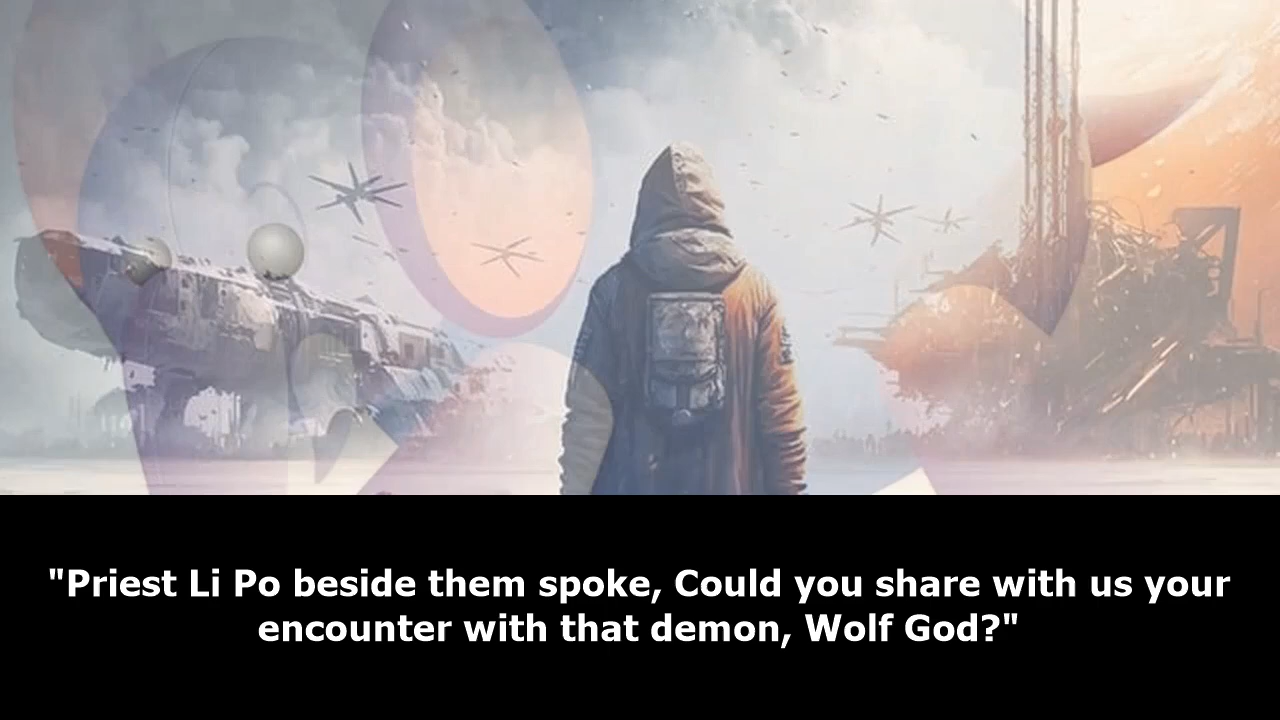 "Priest Li Po beside them spoke, Could you share with us your
encounter with that demon, Wolf God?"